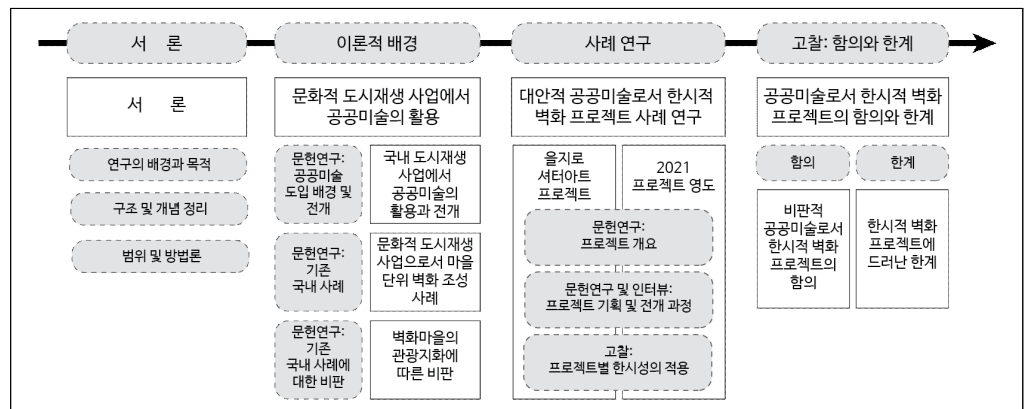 서 론
이론적 배경
사례 연구
고찰: 함의와 한계
서 론
연구의 배경과 목적
구조 및 개념 정리
범위 및 방법론
문화적 도시재생 사업에서
공공미술의 활용
문헌연구:
공공미술
도입 배경 및
전개
국내 도시재생
사업에서
공공미술의
활용과 전개
문헌연구:
기존
국내 사례
문화적 도시재생
사업으로서 마을
단위 벽화 조성
사례
문헌연구:
기존
국내 사례에
대한 비판
벽화마을의
관광지화에
따른 비판
대안적 공공미술로서 한시적
벽화 프로젝트 사례 연구
을지로
셔터아트
프로젝트
2021
프로젝트 영도
문헌연구:
프로젝트 개요
문헌연구 및 인터뷰:
프로젝트 기획 및 전개 과정
고찰:
프로젝트별 한시성의 적용
공공미술로서 한시적 벽화
프로젝트의 함의와 한계
함의
한계
비판적
공공미술로서
한시적 벽화
프로젝트의
함의
한시적 벽화
프로젝트에
드러난 한계